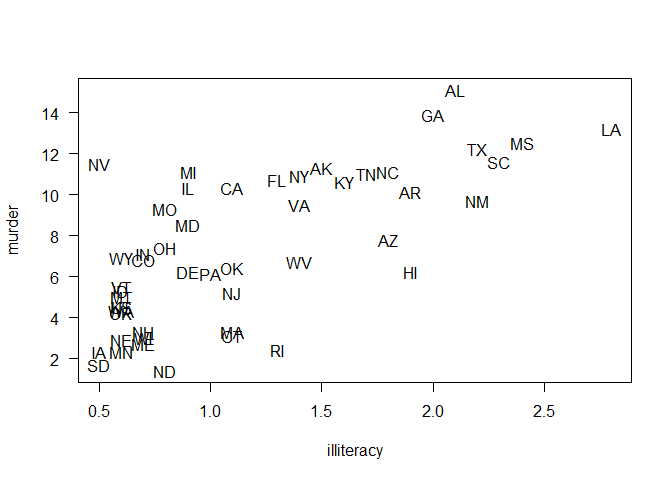 AL
14
GA
LA
MS
12
TX
SC
NV
MI
FL
NY
AK
KY
TN
NC
10
IL
CA
AR
MO
VA
NM
8
MD
OH
AZ
murder
WY
IN
CO
WV
6
DE
PA
OK
HI
VT
NJ
4
NH
MA
ME
2
IA
NE
MN
RI
SD
ND
0.5
1.0
1.5
2.0
2.5
illiteracy